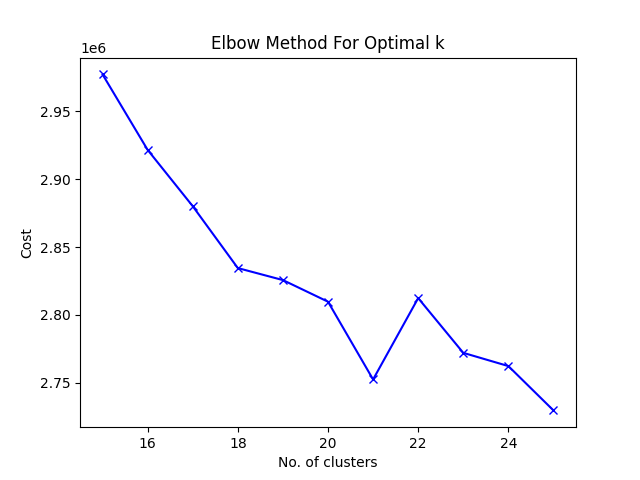 Elbow Method For Optimal k
1e6
2.95
2.90
2.85
2.80
2.75
Cost
16 18 20 22 24
No. of clusters